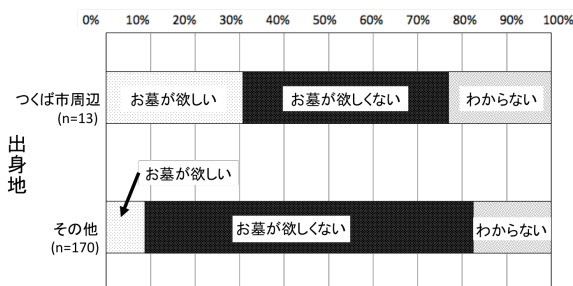 0% 10% 20% 30% 40% 50% 60% 70% 80% 90% 100%
出身地
つくば市周辺
(n=13)
お墓が欲しい
お墓が欲しくない
わからない
お墓が欲しい
その他
(n=170)
お墓が欲しくない
わからない